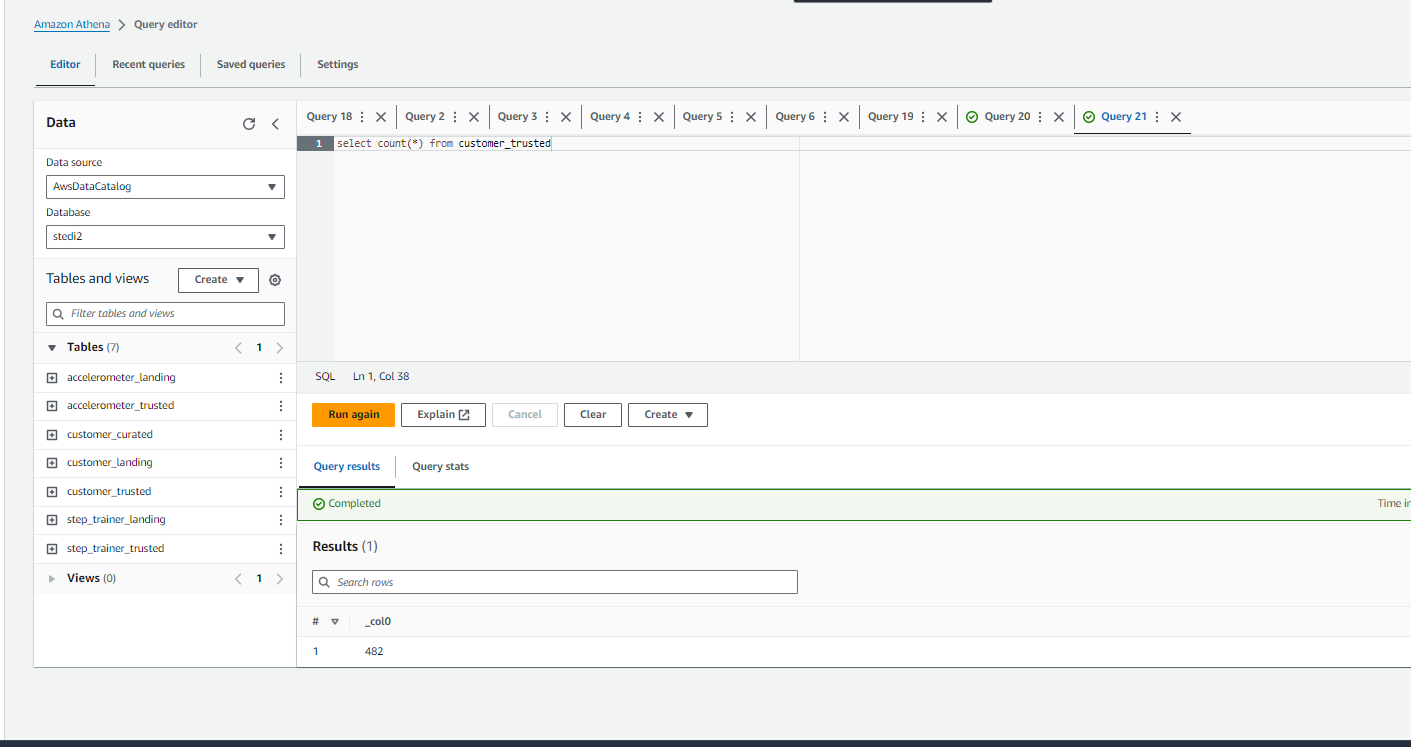 Amazon Athena > Query editor
Editor Recent queries Saved queries Settings
Data
Data source
AwsDataCatalog
Database
stedi2
Tables and views Create
Filter tables and views
Tables (7) 1
accelerometer_landing
accelerometer_trusted
customer_curated
customer_landing
customer_trusted
step_trainer_landing
step_trainer_trusted
Views (0) 1
Query 18 Query 2 Query 3 Query 4 Query 5 Query 6 Query 19 Query 20 Query 21
1 select count(*) from customer_trusted
SQL Ln 1, Col 38
Run again Explain Cancel Clear Create
Query results Query stats
Completed Time in
Results (1)
Search rows
# _col0
1 482